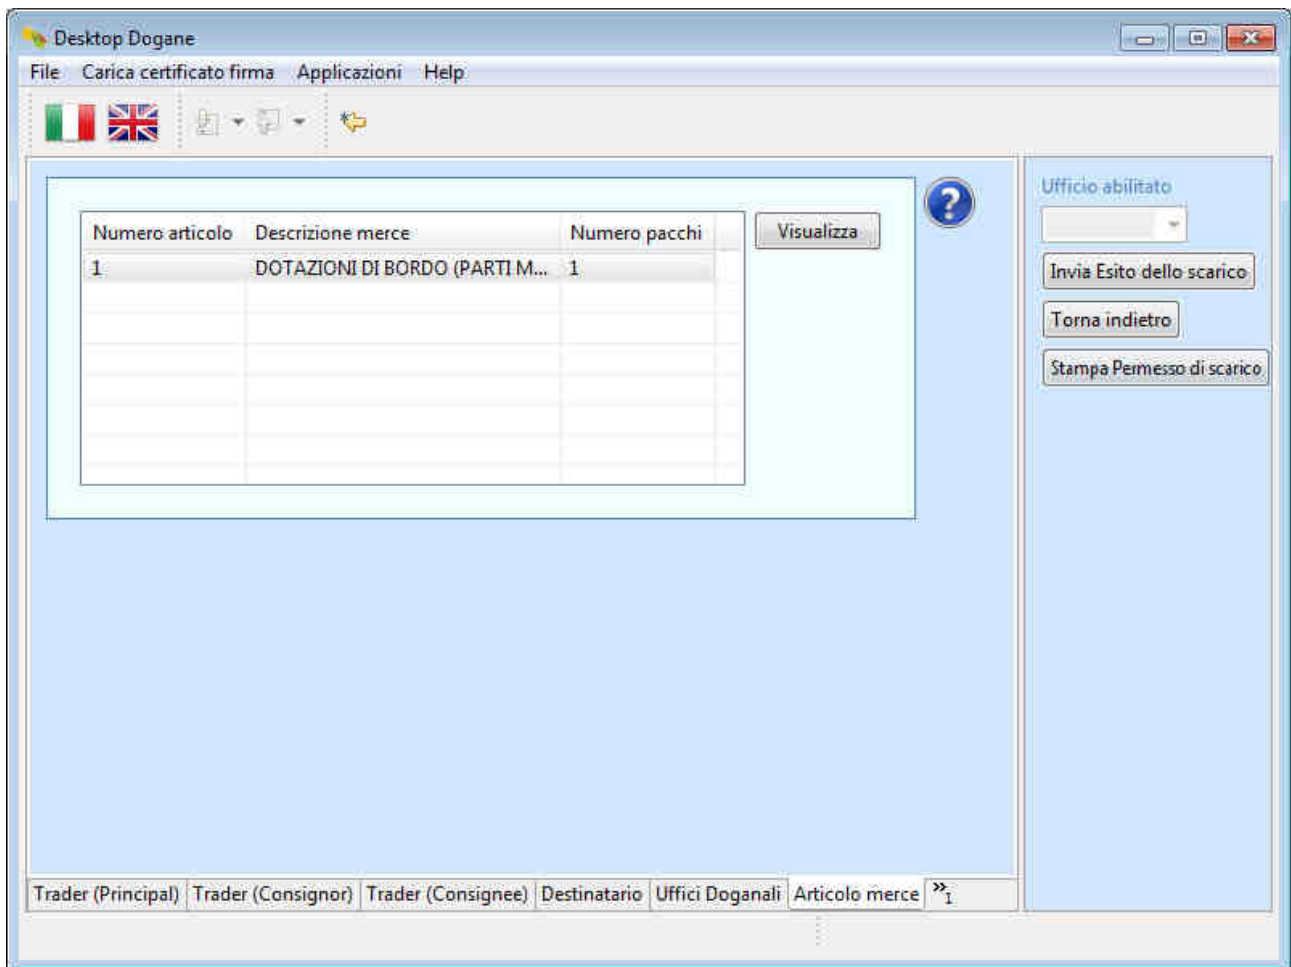 Desktop Dogane
File Carica certificato firma Applicazioni Help
Ufficio abilitato
Numero articolo Descrizione merce Numero pacchi
Visualizza
1 DOTAZIONI DI BORDO (PARTI M... 1
Invia Esito dello scarico
Torna indietro
Stampa Permesso di scarico
Trader (Principal) Trader (Consignor) Trader (Consignee) Destinatario Uffici Doganali Articolo merce »1